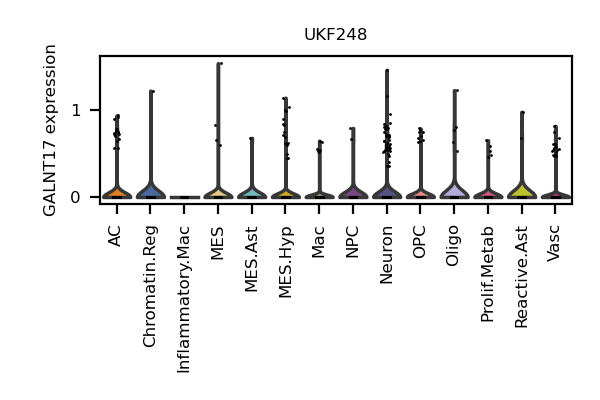 UKF248
GALNT17 expression
1
0
AC
Chromatin.Reg
Inflammatory.Mac
MES
MES.Ast
MES.Hyp
Mac
NPC
Neuron
OPC
Oligo
Prolif.Metab
Reactive.Ast
Vasc